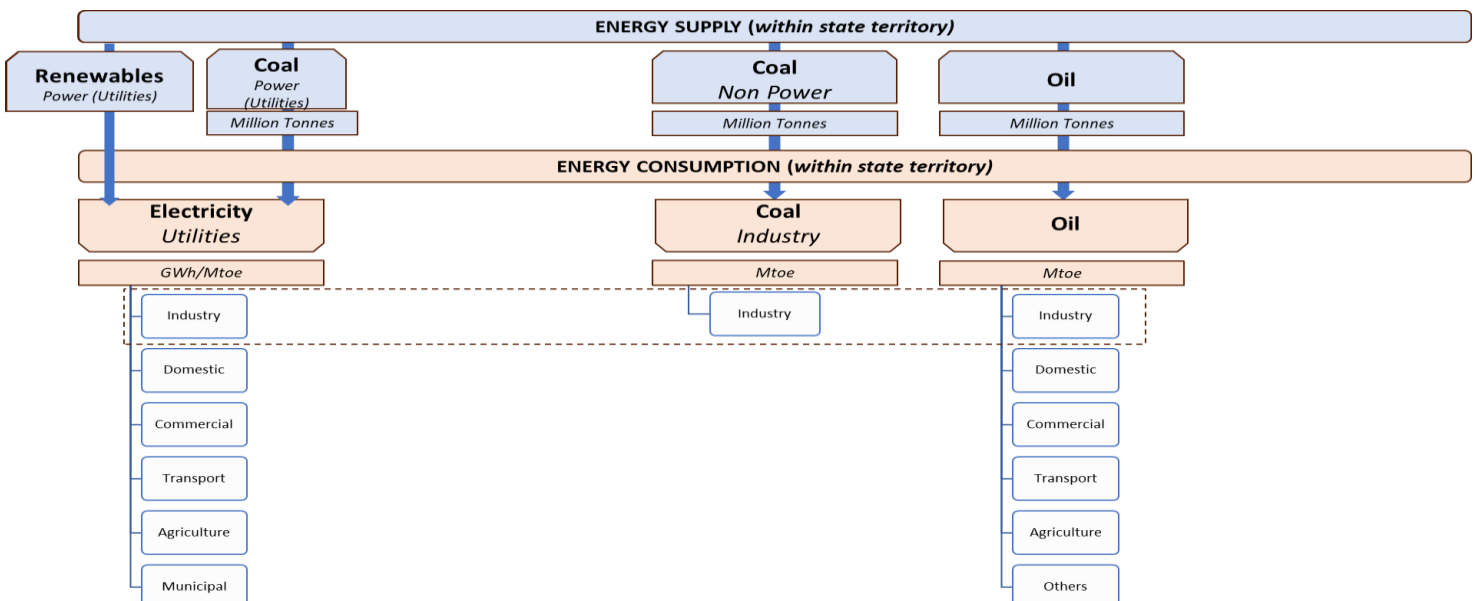 ENERGY SUPPLY (within state territory)
Renewables
Power (Utilities)
Coal
Power
(Utilities)
Million Tonnes
Coal
Non Power
Million Tonnes
Oil
Million Tonnes
ENERGY CONSUMPTION (within state territory)
Electricity
Utilities
GWh/Mtoe
Industry
Domestic
Commercial
Transport
Agriculture
Municipal
Coal
Industry
Mtoe
Industry
Oil
Mtoe
Industry
Domestic
Commercial
Transport
Agriculture
Others